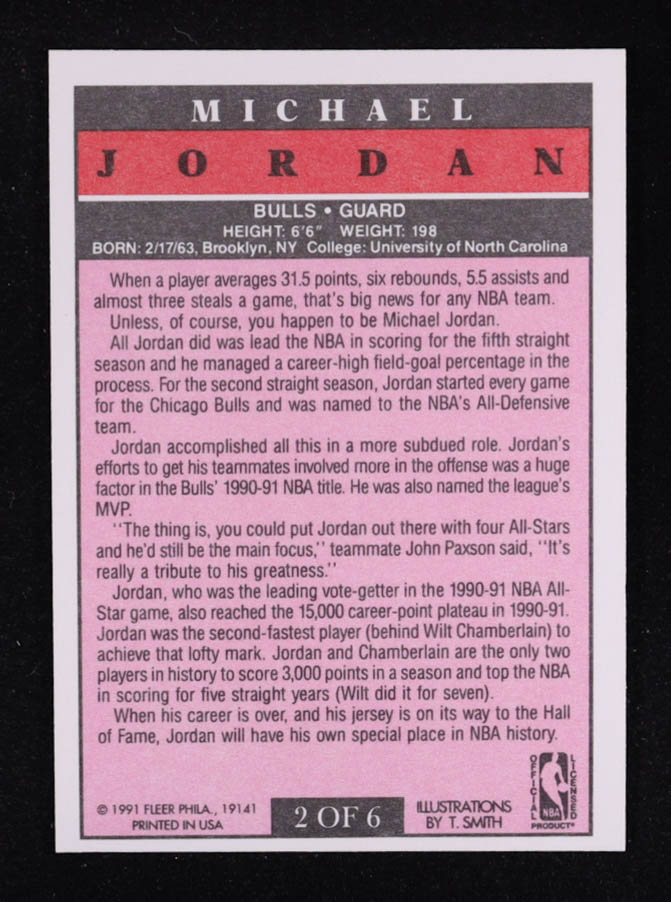 MICHAEL
JORDAN
BULLS • GUARD
HEIGHT: 6'6" WEIGHT: 198
BORN: 2/17/63, Brooklyn, NY College: University of North Carolina
When a player averages 31.5 points, six rebounds, 5.5 assists and
almost three steals a game, that's big news for any NBA team.
Unless, of course, you happen to be Michael Jordan.
All Jordan did was lead the NBA in scoring for the fifth straight
season and he managed a career-high field-goal percentage in the
process. For the second straight season, Jordan started every game
for the Chicago Bulls and was named to the NBA's All-Defensive
team.
Jordan accomplished all this in a more subdued role. Jordan's
efforts to get his teammates involved more in the offense was a huge
factor in the Bulls' 1990-91 NBA title. He was also named the league's
MVP.
"The thing is, you could put Jordan out there with four All-Stars
and he'd still be the main focus," teammate John Paxson said, "It's
really a tribute to his greatness."
Jordan, who was the leading vote-getter in the 1990-91 NBA All-
Star game, also reached the 15,000 career-point plateau in 1990-91.
Jordan was the second-fastest player (behind Wilt Chamberlain) to
achieve that lofty mark. Jordan and Chamberlain are the only two
players in history to score 3,000 points in a season and top the NBA
in scoring for five straight years (Wilt did it for seven).
When his career is over, and his jersey is on its way to the Hall
of Fame, Jordan will have his own special place in NBA history.
© 1991 FLEER PHILA., 19141
PRINTED IN USA
2 OF 6
ILLUSTRATIONS
BY T. SMITH
OFFICIAL
LICENSED
NBA
PRODUCT®